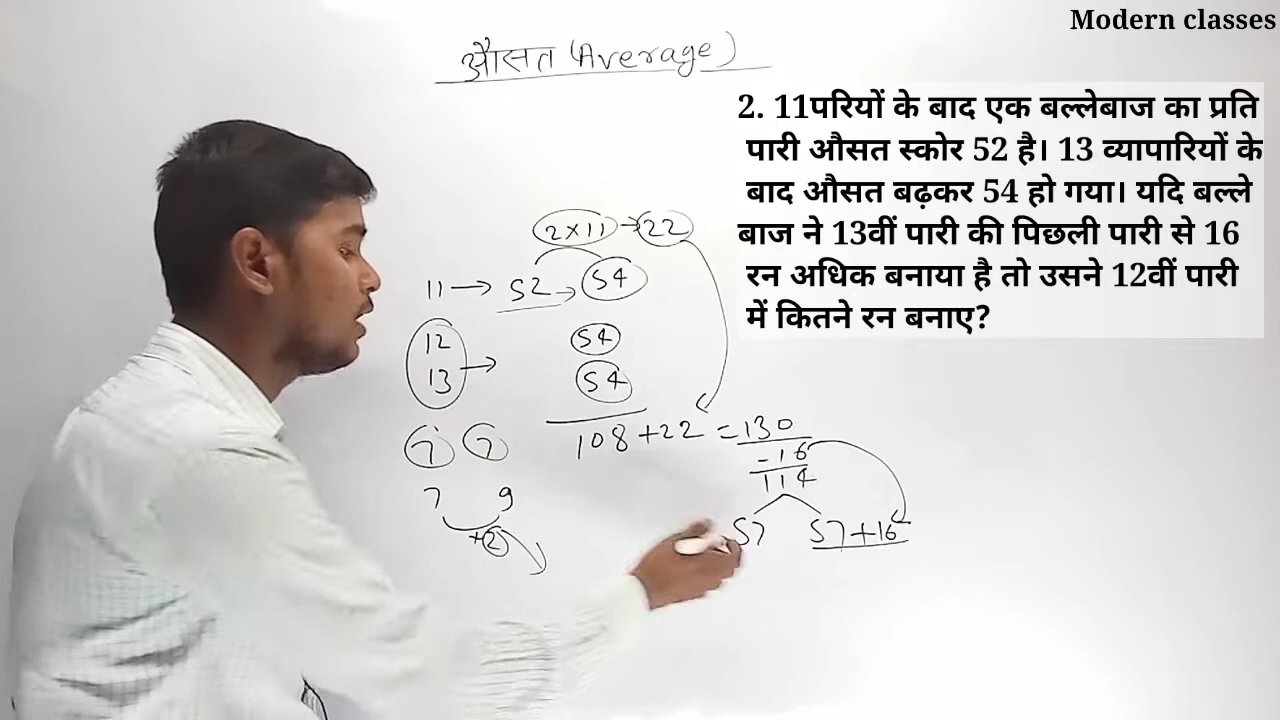 Modern classes
औसत (Average)
2. 11परियों के बाद एक बल्लेबाज का प्रति
पारी औसत स्कोर 52 है। 13 व्यापारियों के
बाद औसत बढ़कर 54 हो गया। यदि बल्ले
बाज ने 13वीं पारी की पिछली पारी से 16
रन अधिक बनाया है तो उसने 12वीं पारी
में कितने रन बनाए?
2×11 → 22
11 → 52 → 54
12 54
13 → 54
108 + 22 = 130
- 16
114
57 57+16
7 7
7 9
+2